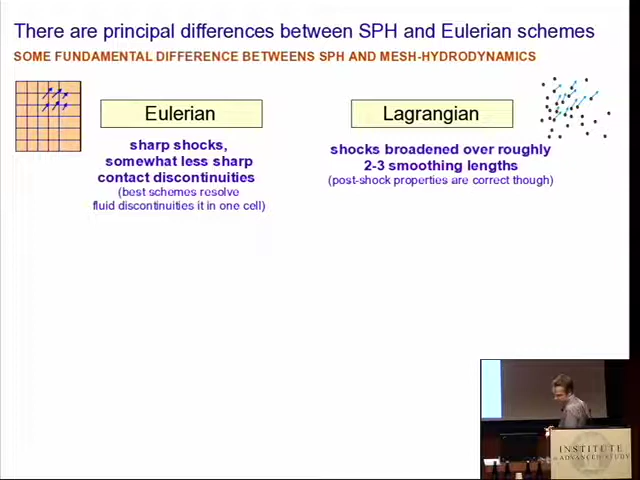 There are principal differences between SPH and Eulerian schemes
SOME FUNDAMENTAL DIFFERENCE BETWEENS SPH AND MESH-HYDRODYNAMICS
Eulerian
sharp shocks,
somewhat less sharp
contact discontinuities
(best schemes resolve
fluid discontinuities it in one cell)
Lagrangian
shocks broadened over roughly
2-3 smoothing lengths
(post-shock properties are correct though)
INSTITUTE
ADVANCED STUDY